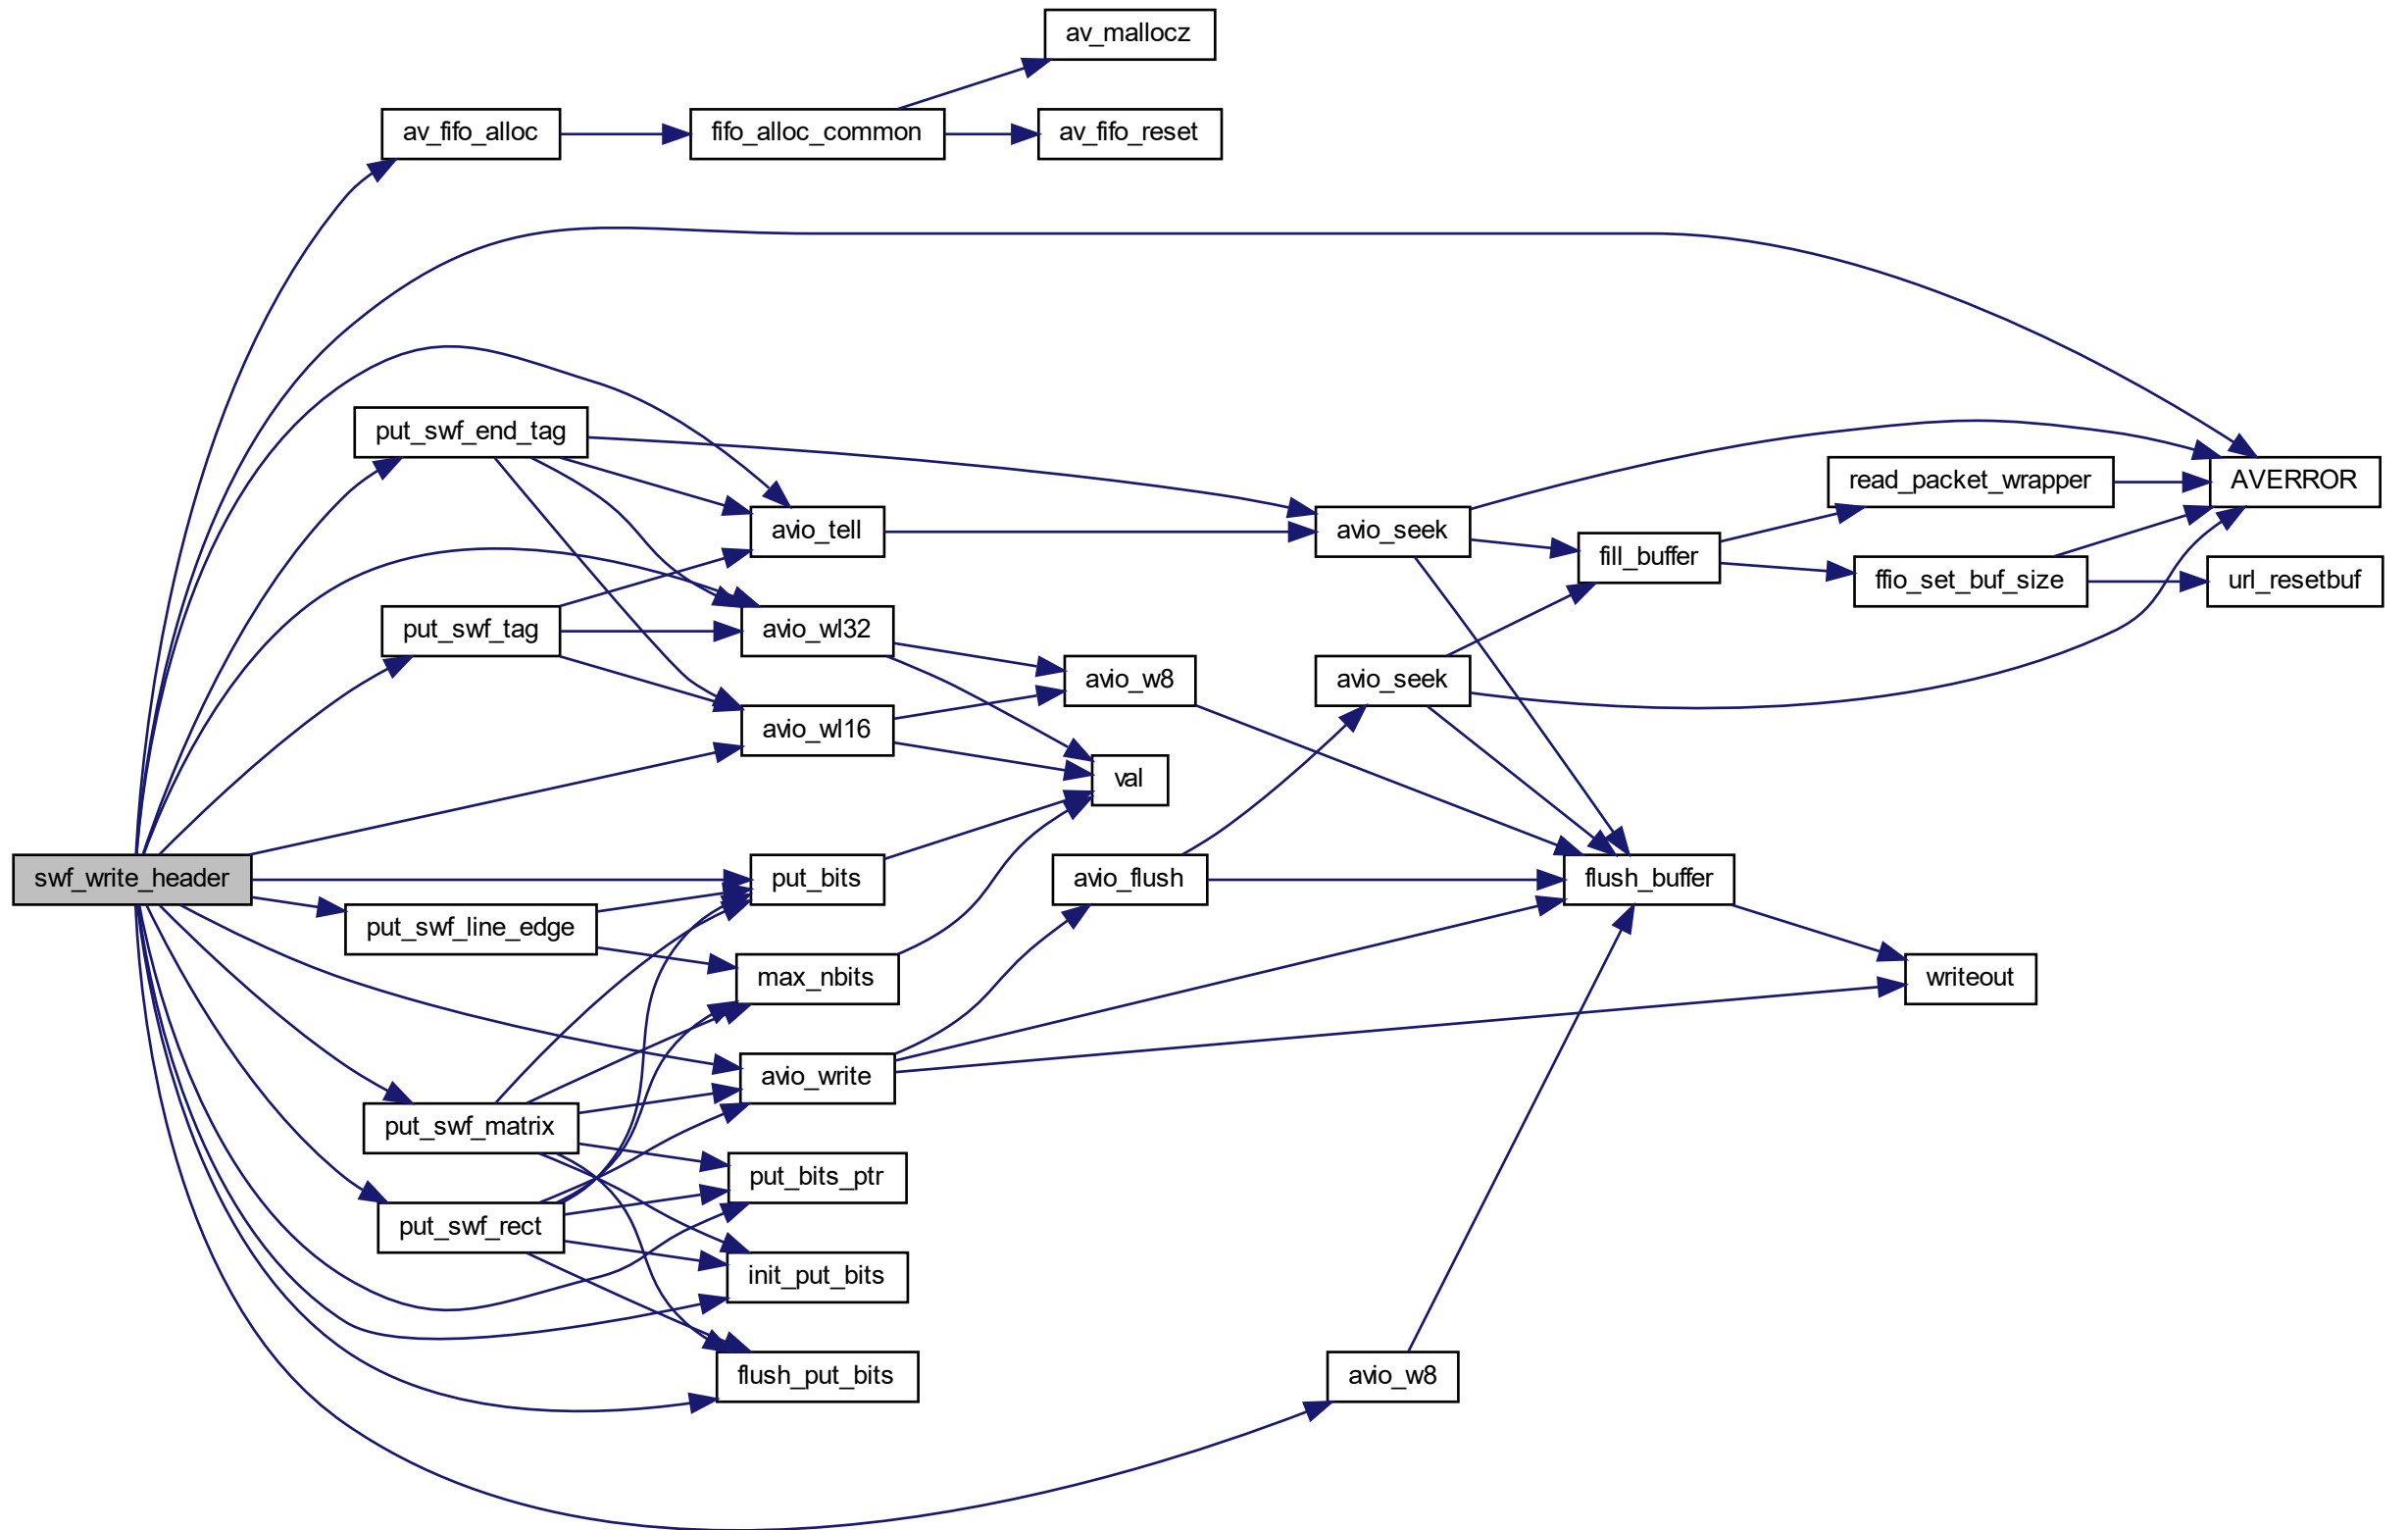 av_mallocz
av_fifo_alloc
fifo_alloc_common
av_fifo_reset
put_swf_end_tag
read_packet_wrapper
AVERROR
avio_tell
avio_seek
fill_buffer
ffio_set_buf_size
url_resetbuf
put_swf_tag
avio_wl32
avio_w8
avio_seek
avio_wl16
val
swf_write_header
put_bits
avio_flush
flush_buffer
put_swf_line_edge
max_nbits
writeout
avio_write
put_swf_matrix
put_bits_ptr
put_swf_rect
init_put_bits
flush_put_bits
avio_w8